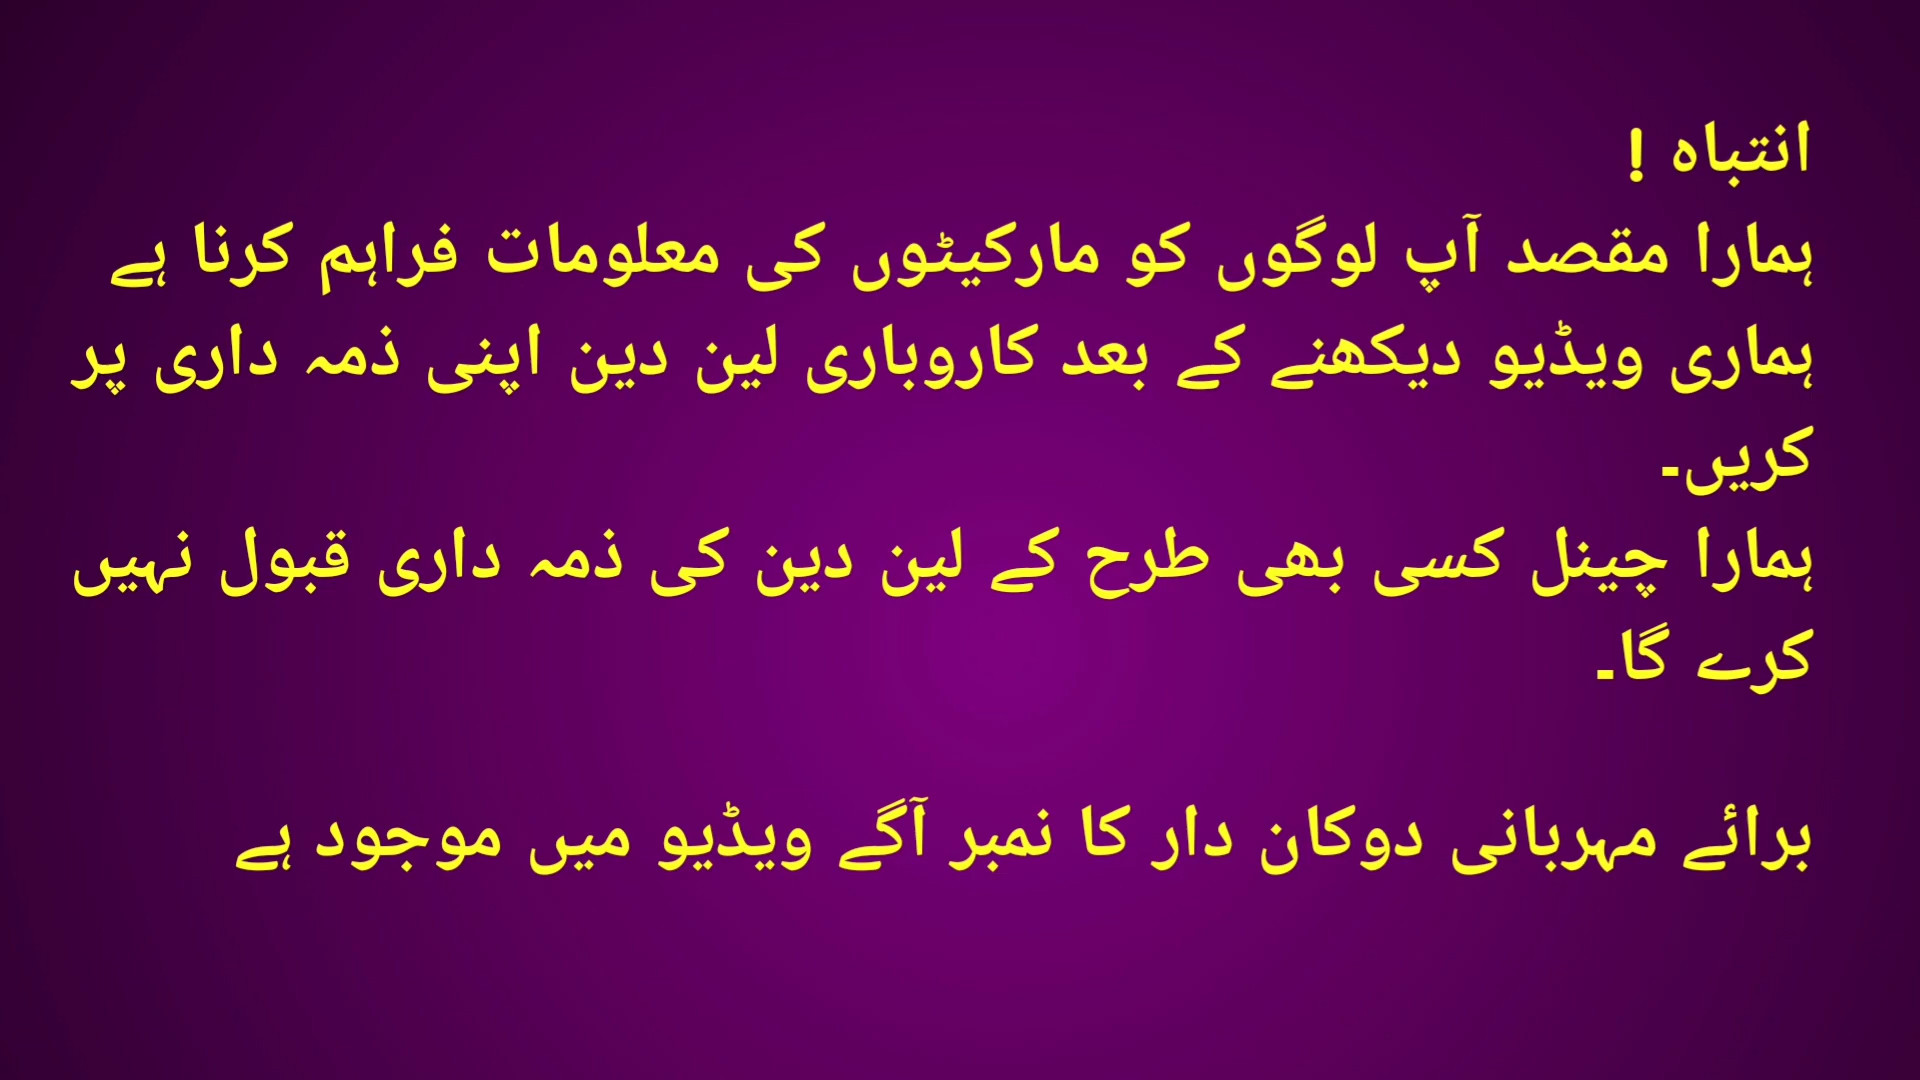 انتباہ !
ہمارا مقصد آپ لوگوں کو مارکیٹوں کی معلومات فراہم کرنا ہے
ہماری ویڈیو دیکھنے کے بعد کاروباری لین دین اپنی ذمہ داری پر
کریں۔
ہمارا چینل کسی بھی طرح کے لین دین کی ذمہ داری قبول نہیں
کرے گا۔
برائے مہربانی دوکان دار کا نمبر آگے ویڈیو میں موجود ہے